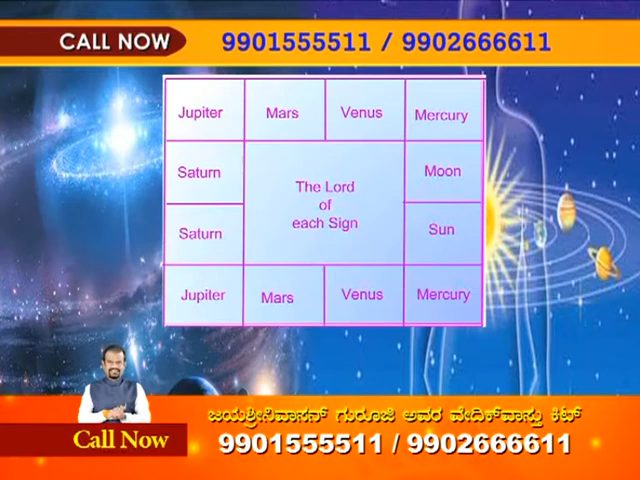 CALL NOW 9901555511 / 9902666611
Jupiter Mars Venus Mercury
Saturn Moon
The Lord
of
each Sign
Saturn Sun
Jupiter Mars Venus Mercury
ಜಯಶ್ರೀನಿವಾಸನ್ ಗುರೂಜಿ ಅವರ ವೇದಿಕ್‌ವಾಸ್ತು ಕಿಟ್
Call Now 9901555511 / 9902666611